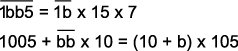 1bb5 = 1b x 15 x 7
1005 + bb x 10 = (10 + b) x 105